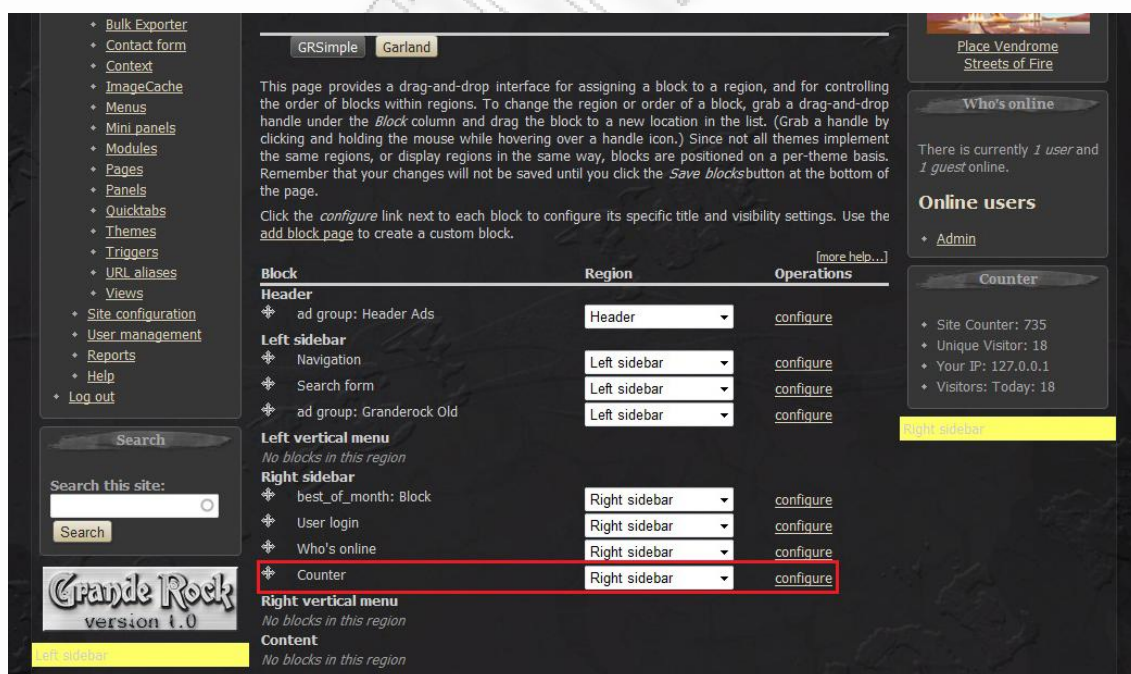 Bulk Exporter
Contact form
Context
ImageCache
Menus
Mini panels
Modules
Pages
Panels
Quicktabs
Themes
Triggers
URL aliases
Views
Site configuration
User management
Reports
Help
Log out
Search
Search this site:
Search
Grande Rock
version 1.0
Left sidebar
GRSimple Garland
This page provides a drag-and-drop interface for assigning a block to a region, and for controlling
the order of blocks within regions. To change the region or order of a block, grab a drag-and-drop
handle under the Block column and drag the block to a new location in the list. (Grab a handle by
clicking and holding the mouse while hovering over a handle icon.) Since not all themes implement
the same regions, or display regions in the same way, blocks are positioned on a per-theme basis.
Remember that your changes will not be saved until you click the Save blocks button at the bottom of
the page.
Click the configure link next to each block to configure its specific title and visibility settings. Use the
add block page to create a custom block.
[more help...]
Block Region Operations
Header
ad group: Header Ads Header configure
Left sidebar
Navigation Left sidebar configure
Search form Left sidebar configure
ad group: Granderock Old Left sidebar configure
Left vertical menu
No blocks in this region
Right sidebar
best_of_month: Block Right sidebar configure
User login Right sidebar configure
Who's online Right sidebar configure
Counter Right sidebar configure
Right vertical menu
No blocks in this region
Content
No blocks in this region
Place Vendrome
Streets of Fire
Who's online
There is currently 1 user and
1 guest online.
Online users
Admin
Counter
Site Counter: 735
Unique Visitor: 18
Your IP: 127.0.0.1
Visitors: Today: 18
Right sidebar